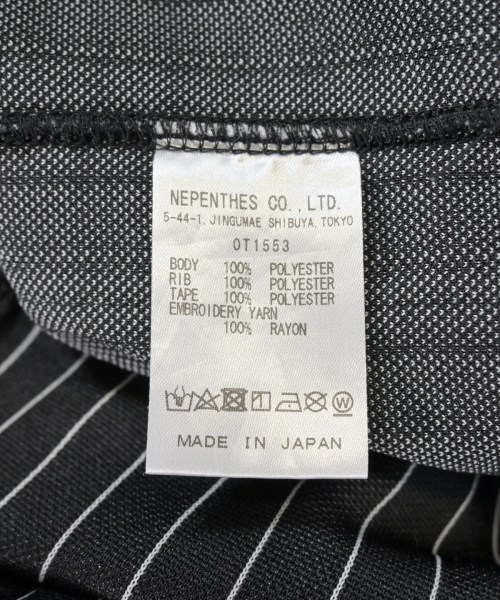 NEPENTHES CO.,LTD.
5-44-1, JINGUMAE SHIBUYA, TOKYO
OT1553
BODY 100% POLYESTER
RIB 100% POLYESTER
TAPE 100% POLYESTER
EMBROIDERY YARN
100% RAYON
W
MADE IN JAPAN